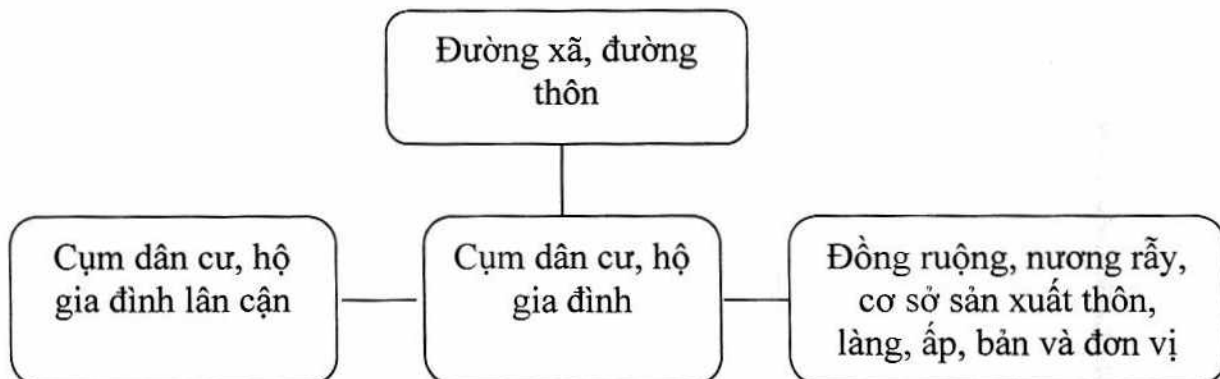 Đường xã, đường
thôn
Cụm dân cư, hộ
gia đình lân cận
Cụm dân cư, hộ
gia đình
Đồng ruộng, nương rẫy,
cơ sở sản xuất thôn,
làng, ấp, bản và đơn vị